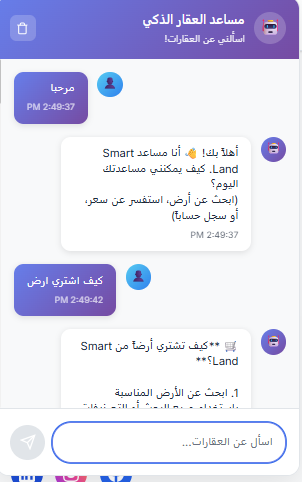 مساعد العقار الذكي
اسألني عن العقارات!
مرحبا
2:49:37 PM
أهلاً بك! 👋 أنا مساعد Smart
Land. كيف يمكنني مساعدتك
اليوم؟
(ابحث عن أرض، استفسر عن سعر،
أو سجل حساباً)
2:49:37 PM
كيف اشتري ارض
2:49:42 PM
🛒 **كيف تشتري أرضاً من Smart
Land؟**
1. ابحث عن الأرض المناسبة
اسأل عن العقارات...